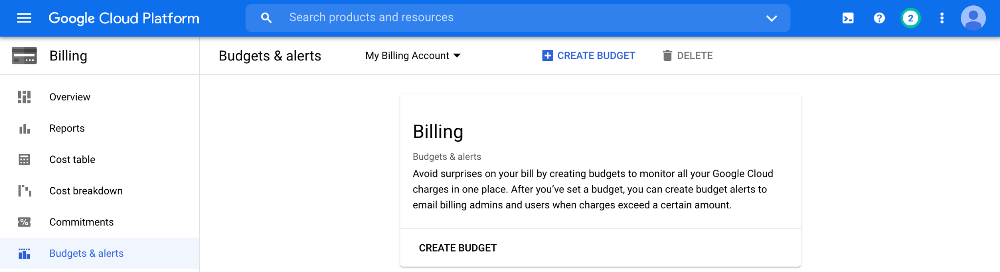 Google Cloud Platform
Search products and resources
2
Billing
Budgets & alerts
My Billing Account
CREATE BUDGET
DELETE
Overview
Reports
Cost table
Cost breakdown
Commitments
Budgets & alerts
Billing
Budgets & alerts
Avoid surprises on your bill by creating budgets to monitor all your Google Cloud
charges in one place. After you’ve set a budget, you can create budget alerts to
email billing admins and users when charges exceed a certain amount.
CREATE BUDGET